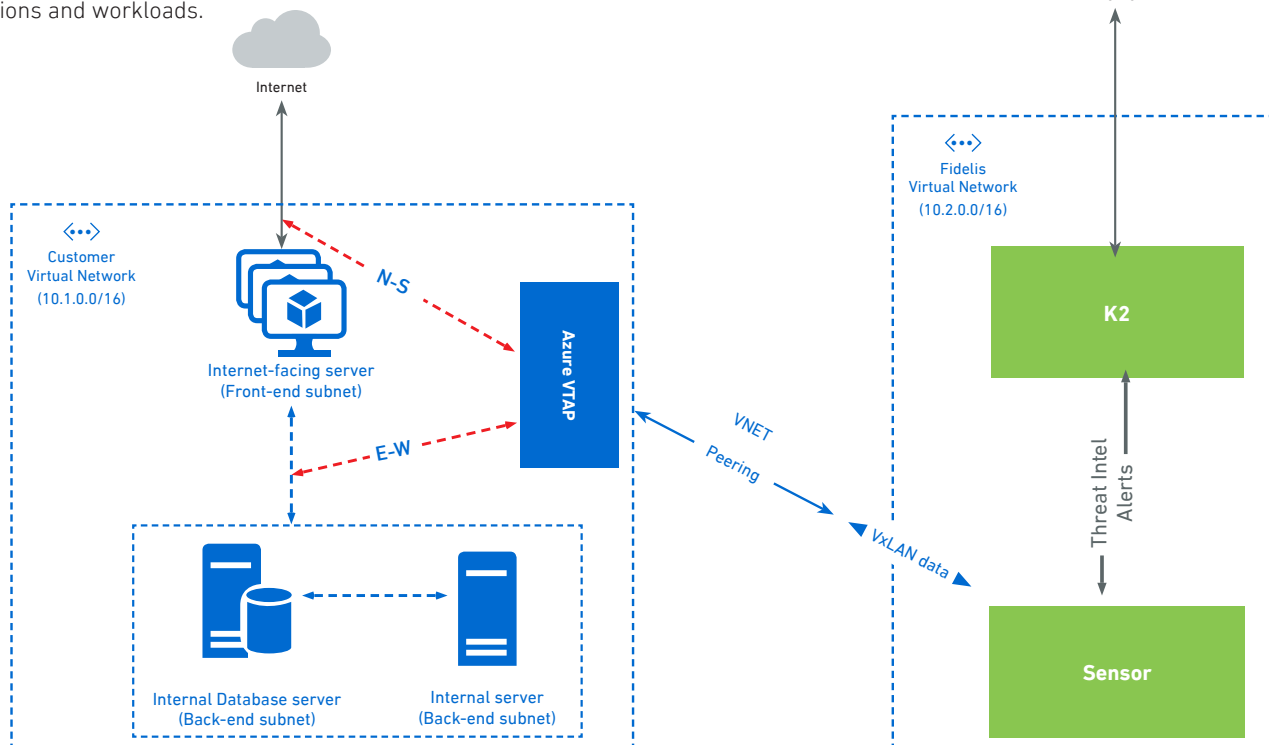 ions and workloads.
Internet
Customer
Virtual Network
(10.1.0.0/16)
N-S
Internet-facing server
(Front-end subnet)
Azure VTAP
E-W
VNET
Peering
VxLAN data
Internal Database server
(Back-end subnet)
Internal server
(Back-end subnet)
Fidelis
Virtual Network
(10.2.0.0/16)
K2
Threat Intel
Alerts
Sensor